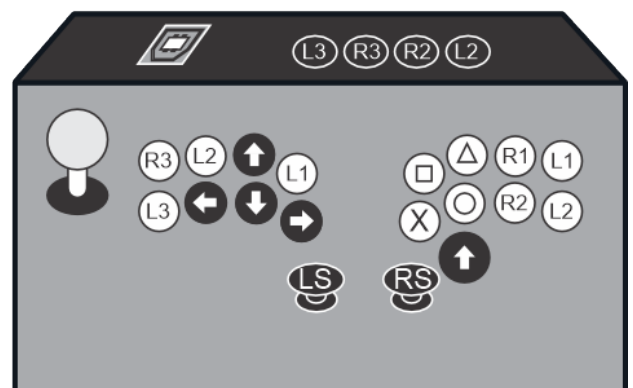 L3 R3 R2 L2
R3 L2 L1 △ R1 L1
L3 □ ○ R2 L2
X
LS RS